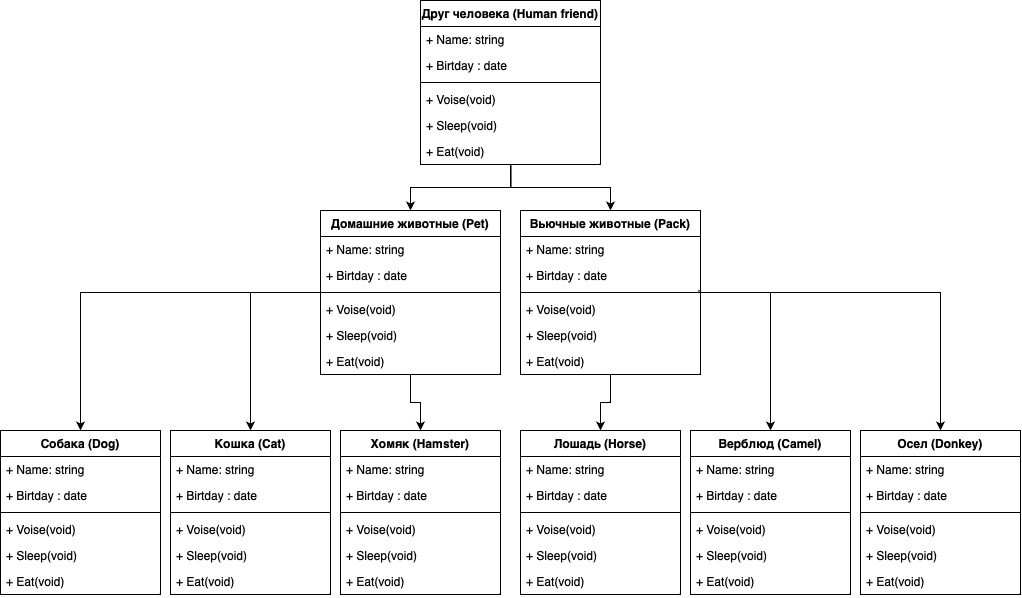 Друг человека (Human friend)
+ Name: string
+ Birtday : date
+ Voise(void)
+ Sleep(void)
+ Eat(void)
Домашние животные (Pet)
+ Name: string
+ Birtday : date
+ Voise(void)
+ Sleep(void)
+ Eat(void)
Вьючные животные (Pack)
+ Name: string
+ Birtday : date
+ Voise(void)
+ Sleep(void)
+ Eat(void)
Собака (Dog)
+ Name: string
+ Birtday : date
+ Voise(void)
+ Sleep(void)
+ Eat(void)
Кошка (Cat)
+ Name: string
+ Birtday : date
+ Voise(void)
+ Sleep(void)
+ Eat(void)
Хомяк (Hamster)
+ Name: string
+ Birtday : date
+ Voise(void)
+ Sleep(void)
+ Eat(void)
Лошадь (Horse)
+ Name: string
+ Birtday : date
+ Voise(void)
+ Sleep(void)
+ Eat(void)
Верблюд (Camel)
+ Name: string
+ Birtday : date
+ Voise(void)
+ Sleep(void)
+ Eat(void)
Осел (Donkey)
+ Name: string
+ Birtday : date
+ Voise(void)
+ Sleep(void)
+ Eat(void)